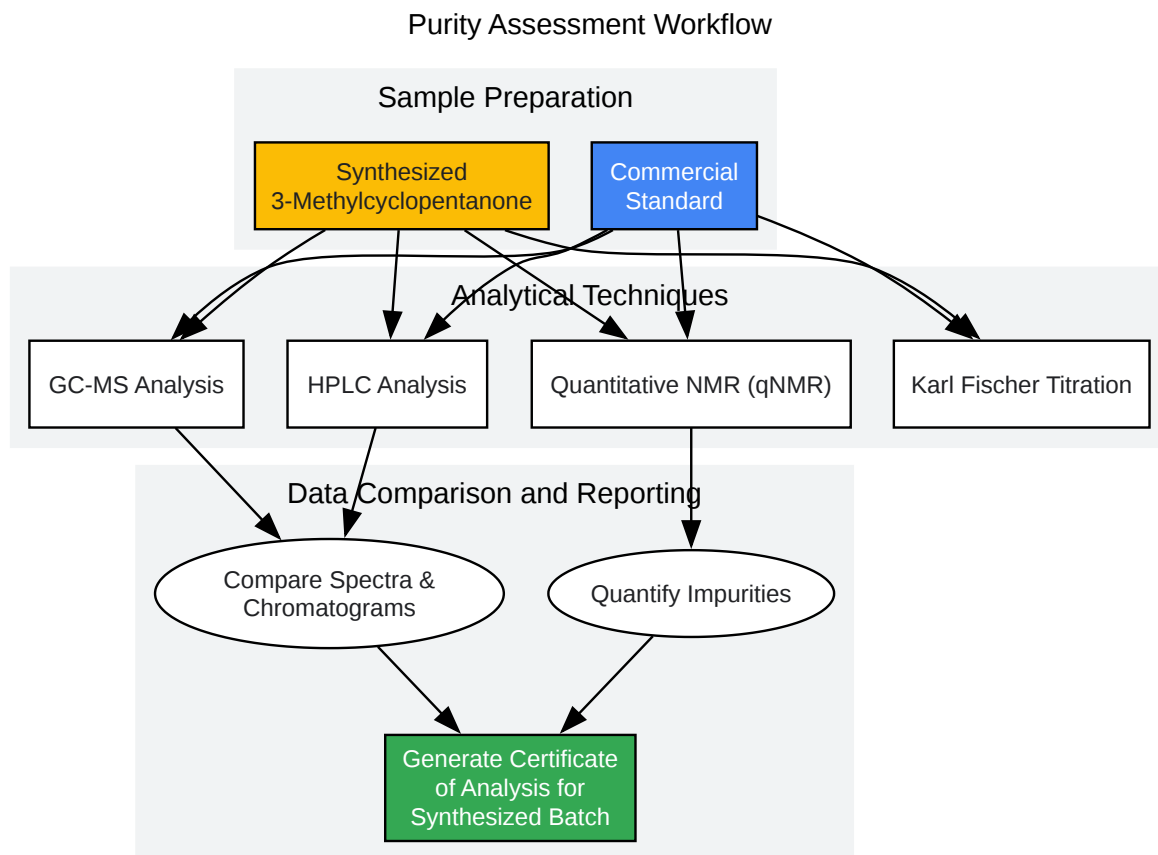 Purity Assessment Workflow
Sample Preparation
Synthesized
3-Methylcyclopentanone
Commercial
Standard
Analytical Techniques
GC-MS Analysis
HPLC Analysis
Quantitative NMR (qNMR)
Karl Fischer Titration
Data Comparison and Reporting
Compare Spectra &
Chromatograms
Quantify Impurities
Generate Certificate
of Analysis for
Synthesized Batch